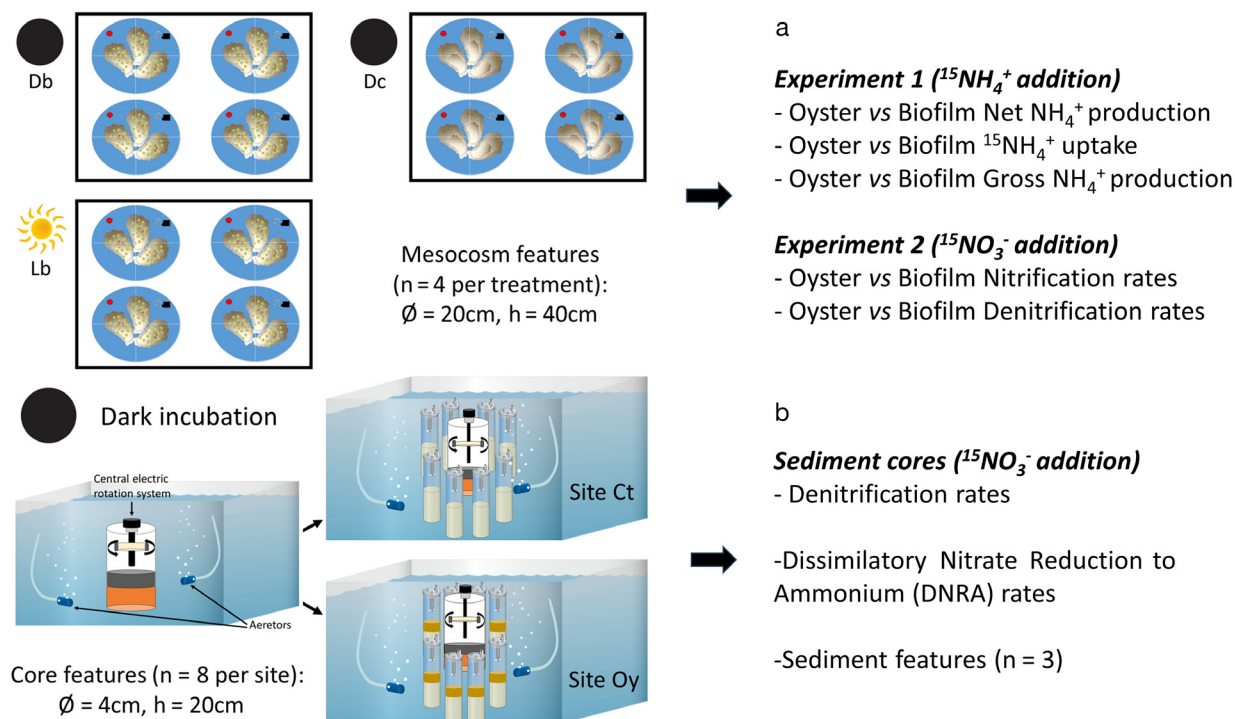 Db
Dc
Lb
Mesocosm features
(n = 4 per treatment):
Ø = 20cm, h = 40cm
a
Experiment 1 (¹⁵NH₄⁺ addition)
- Oyster vs Biofilm Net NH₄⁺ production
- Oyster vs Biofilm ¹⁵NH₄⁺ uptake
- Oyster vs Biofilm Gross NH₄⁺ production
Experiment 2 (¹⁵NO₃⁻ addition)
- Oyster vs Biofilm Nitrification rates
- Oyster vs Biofilm Denitrification rates
Dark incubation
Central electric
rotation system
Aeretors
Core features (n = 8 per site):
Ø = 4cm, h = 20cm
Site Ct
Site Oy
b
Sediment cores (¹⁵NO₃⁻ addition)
- Denitrification rates
-Dissimilatory Nitrate Reduction to
Ammonium (DNRA) rates
-Sediment features (n = 3)